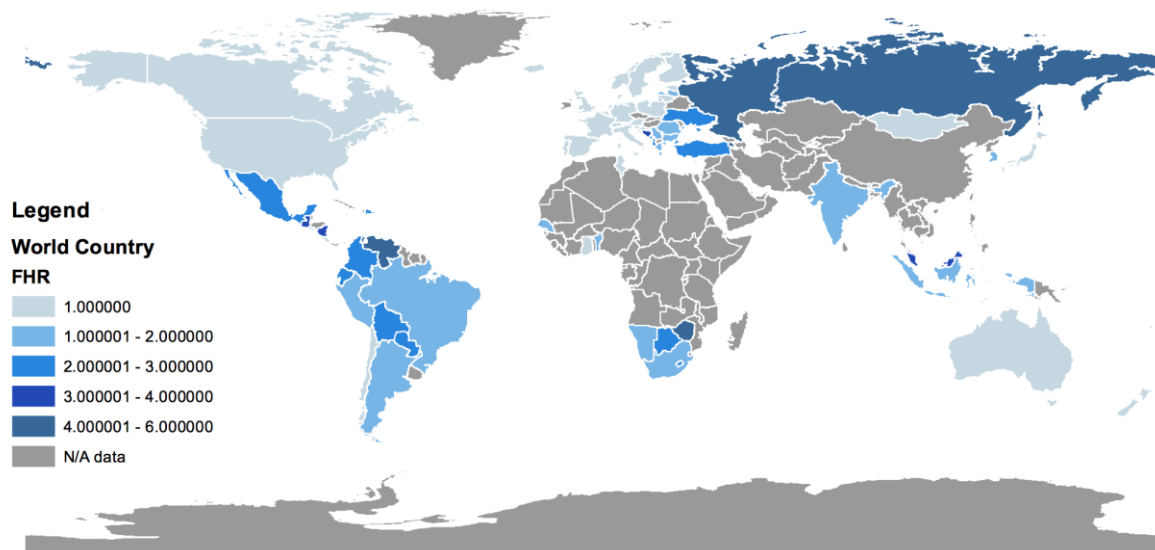 Legend
World Country
FHR
1.000000
1.000001 - 2.000000
2.000001 - 3.000000
3.000001 - 4.000000
4.000001 - 6.000000
N/A data